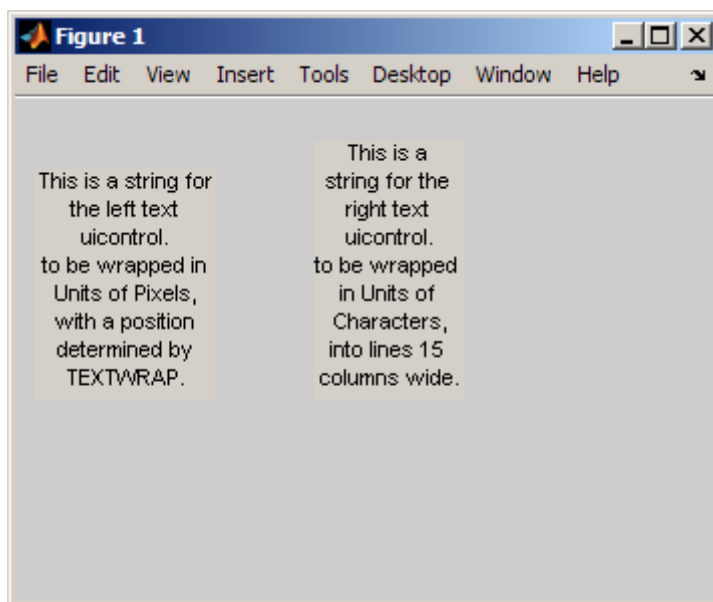 Figure 1
File Edit View Insert Tools Desktop Window Help
This is a string for
the left text
uicontrol.
to be wrapped in
Units of Pixels,
with a position
determined by
TEXTWRAP.
This is a
string for the
right text
uicontrol.
to be wrapped
in Units of
Characters,
into lines 15
columns wide.